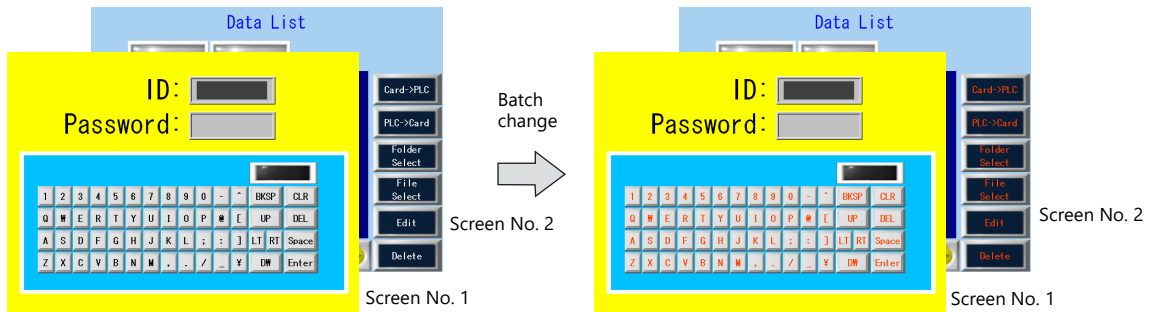 Data List
ID:
Password:
Card->PLC
PLC->Card
Folder
Select
File
Select
Edit
Delete
1 2 3 4 5 6 7 8 9 0 - ^ BKSP CLR
Q W E R T Y U I O P @ [ UP DEL
A S D F G H J K L ; : ] LT RT Space
Z X C V B N M , . / _ ¥ DW Enter
Screen No. 2
Screen No. 1
Batch
change
Data List
ID:
Password:
Card->PLC
PLC->Card
Folder
Select
File
Select
Edit
Delete
1 2 3 4 5 6 7 8 9 0 - ^ BKSP CLR
Q W E R T Y U I O P @ [ UP DEL
A S D F G H J K L ; : ] LT RT Space
Z X C V B N M , . / _ ¥ DW Enter
Screen No. 2
Screen No. 1